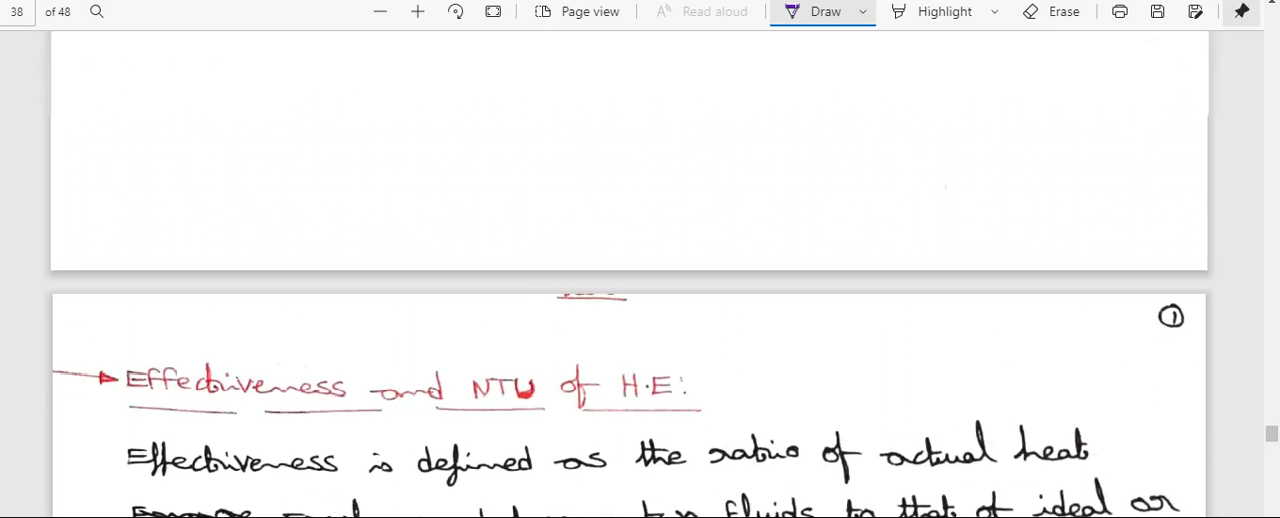 38 of 48 Page view Read aloud Draw Highlight Erase
1
Effectiveness and NTU of H.E:
Effectiveness is defined as the ratio of actual heat
fluids to that of ideal or